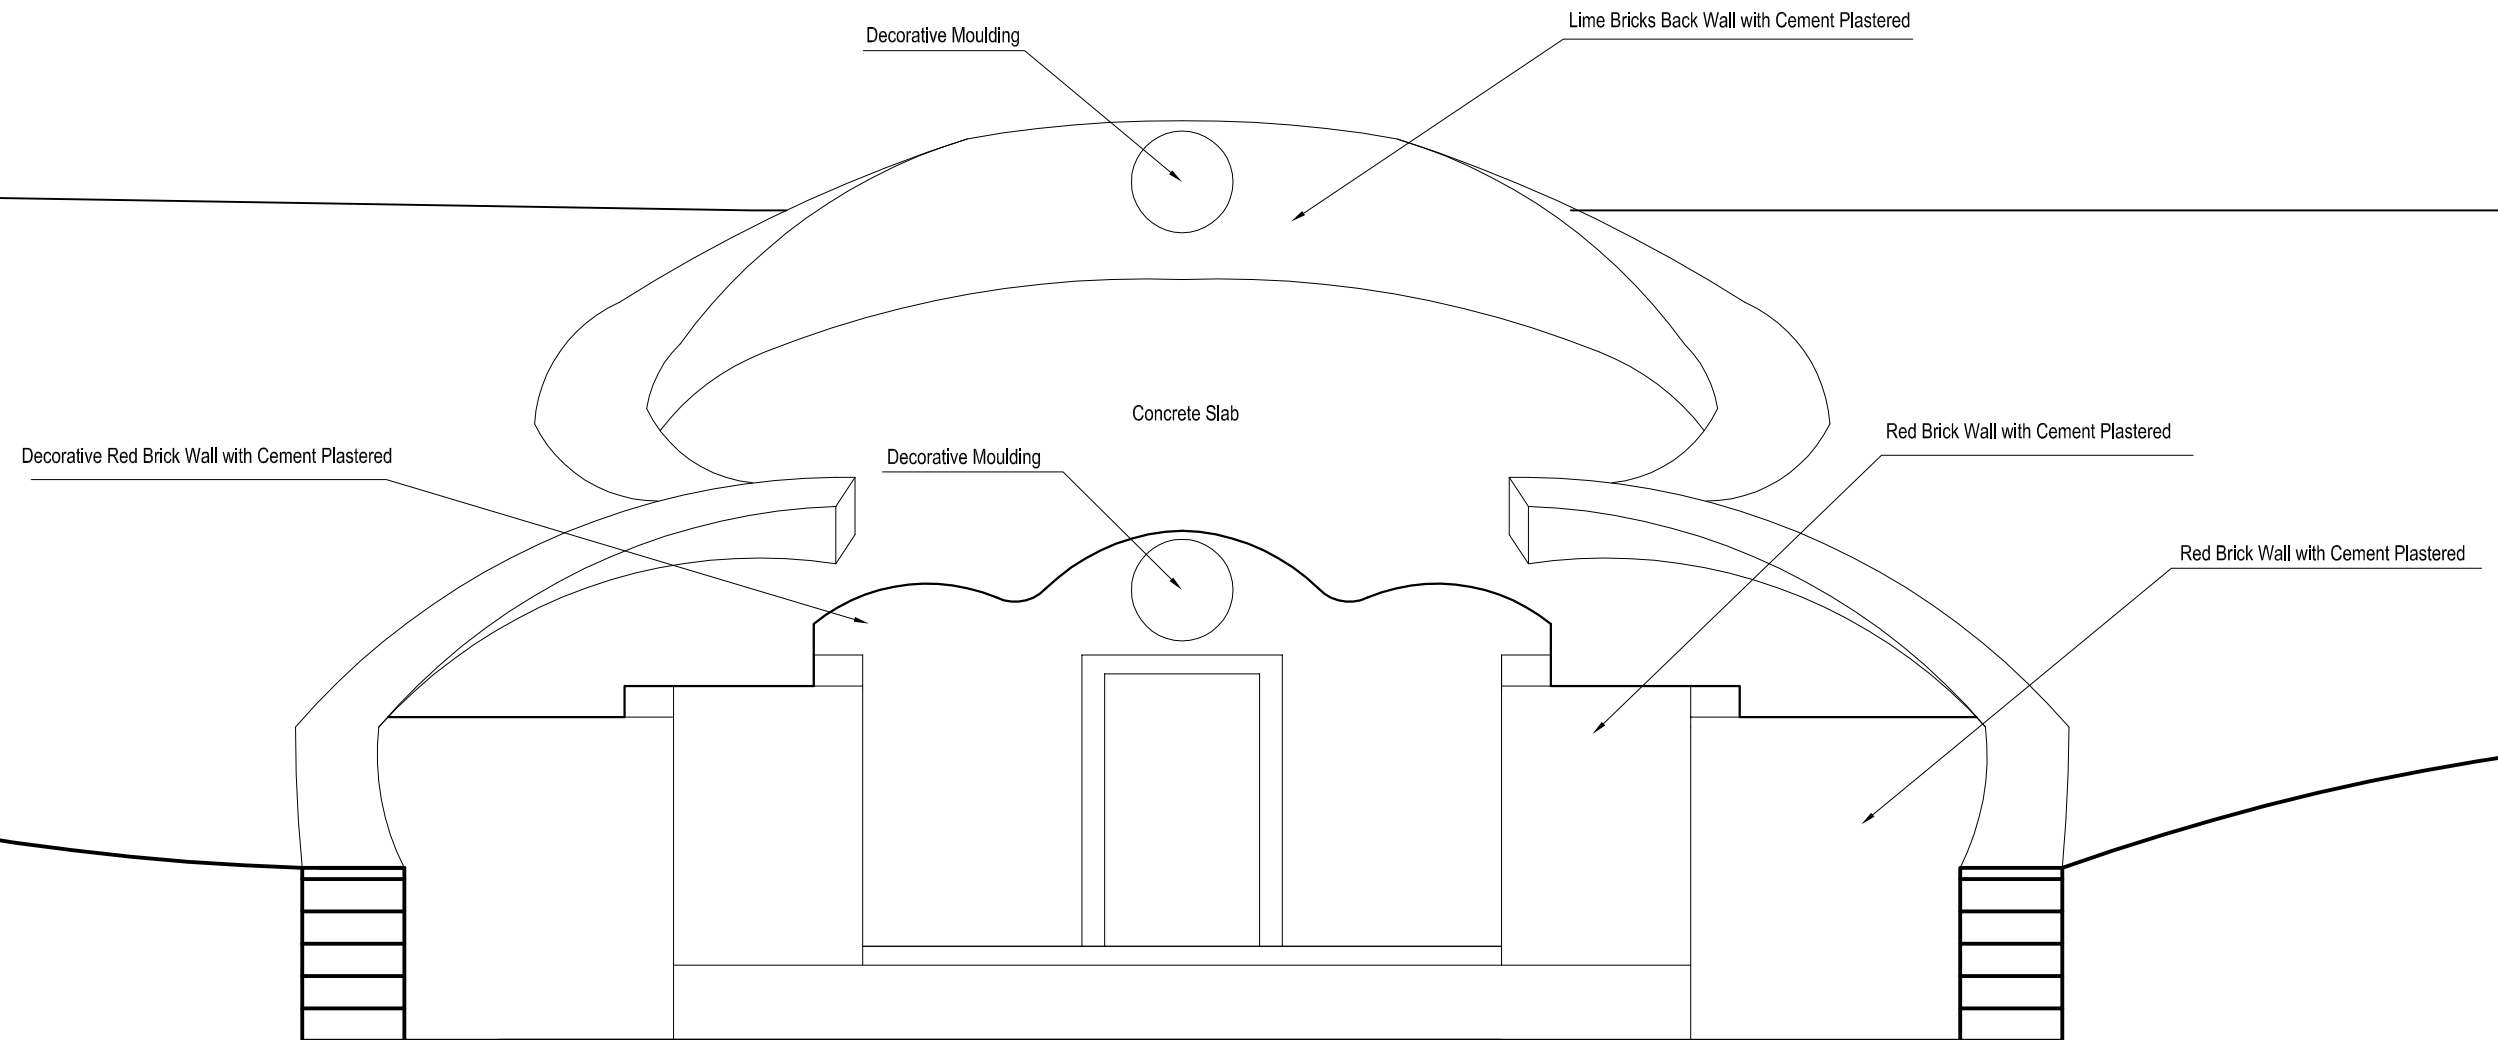 Lime Bricks Back Wall with Cement Plastered
Decorative Moulding
Concrete Slab
Red Brick Wall with Cement Plastered
Decorative Red Brick Wall with Cement Plastered
Decorative Moulding
Red Brick Wall with Cement Plastered